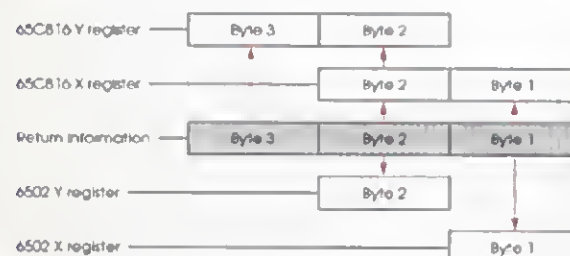 65C816 Y register Byte 3 Byte 2
65C816 X register Byte 2 Byte 1
Return information Byte 3 Byte 2 Byte 1
6502 Y register Byte 2
6502 X register Byte 1